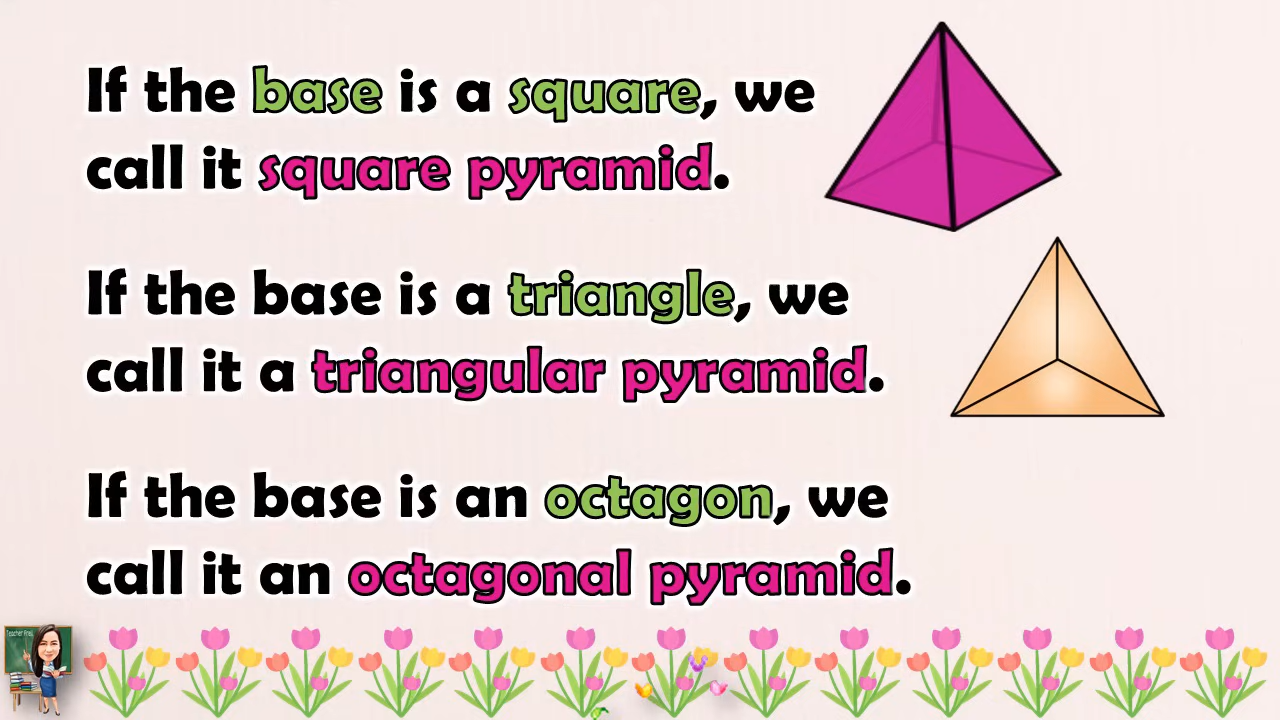 If the base is a square, we
call it square pyramid.
If the base is a triangle, we
call it a triangular pyramid.
If the base is an octagon, we
call it an octagonal pyramid.